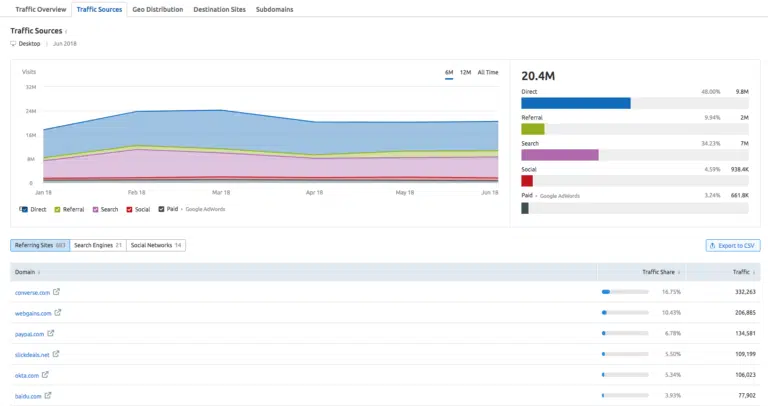 Traffic Overview Traffic Sources Geo Distribution Destination Sites Subdomains
Traffic Sources i
Desktop | Jun 2018
Visits 6M 12M All Time
32M
24M
16M
8M
0
Jan 18 Feb 18 Mar 18 Apr 18 May 18 Jun 18
Direct Referral Search Social Paid • Google AdWords
20.4M
Direct 48.00% 9.8M
Referral 9.94% 2M
Search 34.23% 7M
Social 4.59% 938.4K
Paid • Google AdWords 3.24% 661.8K
Referring Sites 603 Search Engines 21 Social Networks 14 Export to CSV
Domain Traffic Share Traffic
converse.com 16.75% 332,263
webgains.com 10.43% 206,885
paypal.com 6.78% 134,581
slickdeals.net 5.50% 109,199
okta.com 5.34% 106,023
baidu.com 3.93% 77,902